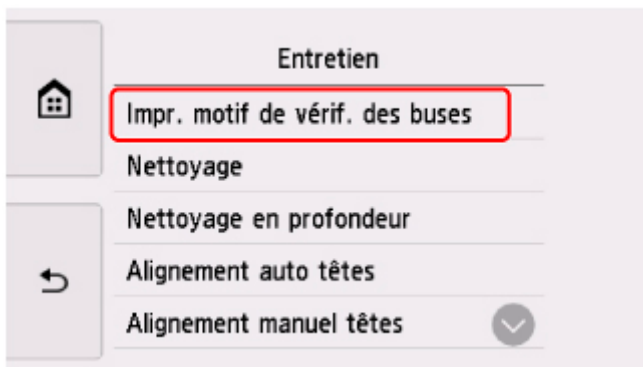 Entretien
Impr. motif de vérif. des buses
Nettoyage
Nettoyage en profondeur
Alignement auto têtes
Alignement manuel têtes